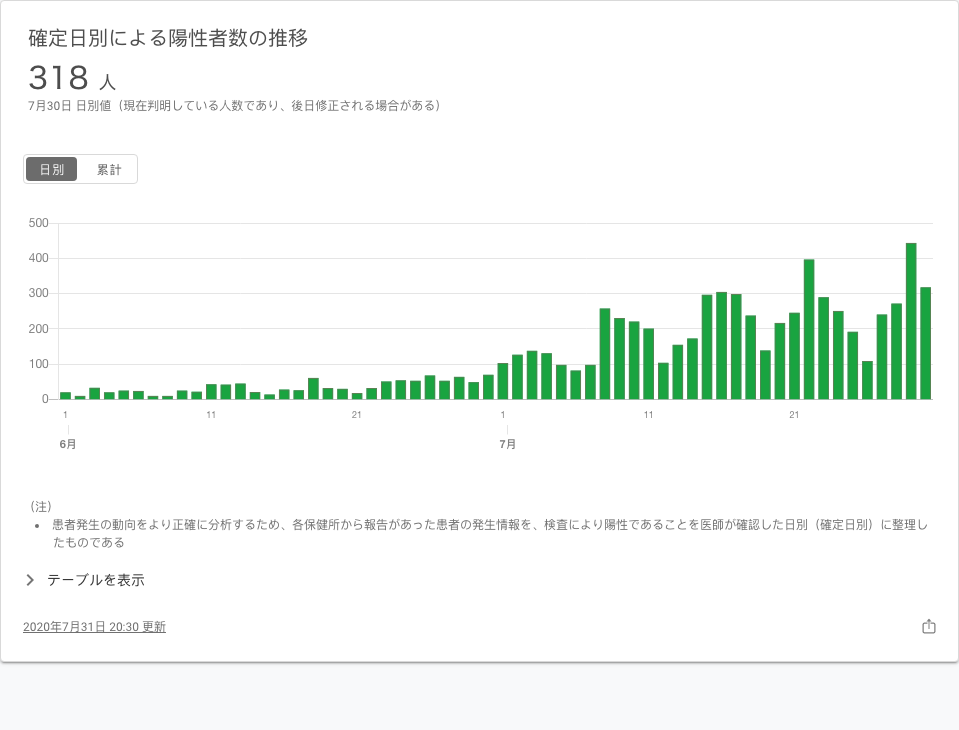 確定日別による陽性者数の推移
318 人
7月30日 日別値（現在判明している人数であり、後日修正される場合がある）
日別 累計
500
400
300
200
100
0
1 11 21 1 11 21
6月 7月
（注）
• 患者発生の動向をより正確に分析するため、各保健所から報告があった患者の発生情報を、検査により陽性であることを医師が確認した日別（確定日別）に整理し
たものである
テーブルを表示
2020年7月31日 20:30 更新